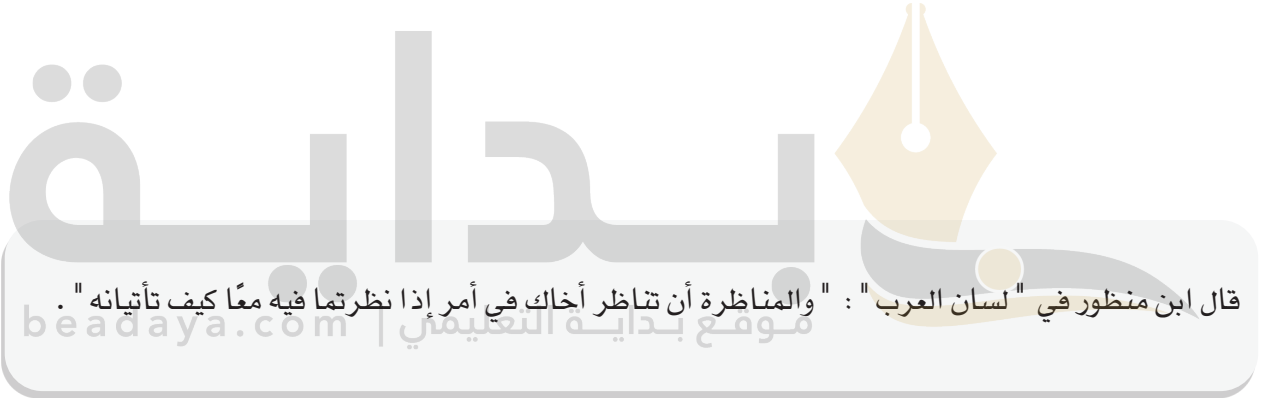 بداية
قال ابن منظور في " لسان العرب " : " والمناظرة أن تناظر أخاك في أمر إذا نظرتما فيه معًا كيف تأتيانه " .
موقع بداية التعليمي | beadaya.com